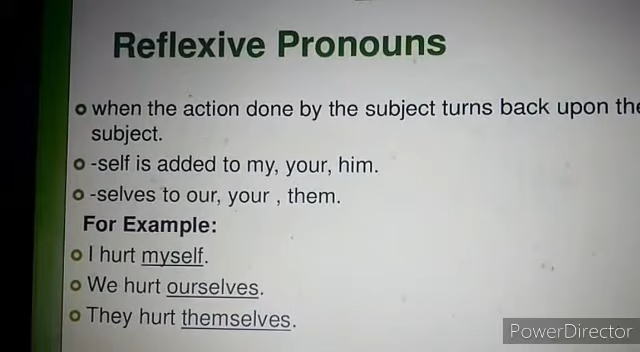 Reflexive Pronouns
when the action done by the subject turns back upon the
subject.
-self is added to my, your, him.
-selves to our, your , them.
For Example:
I hurt myself.
We hurt ourselves.
They hurt themselves.
PowerDirector